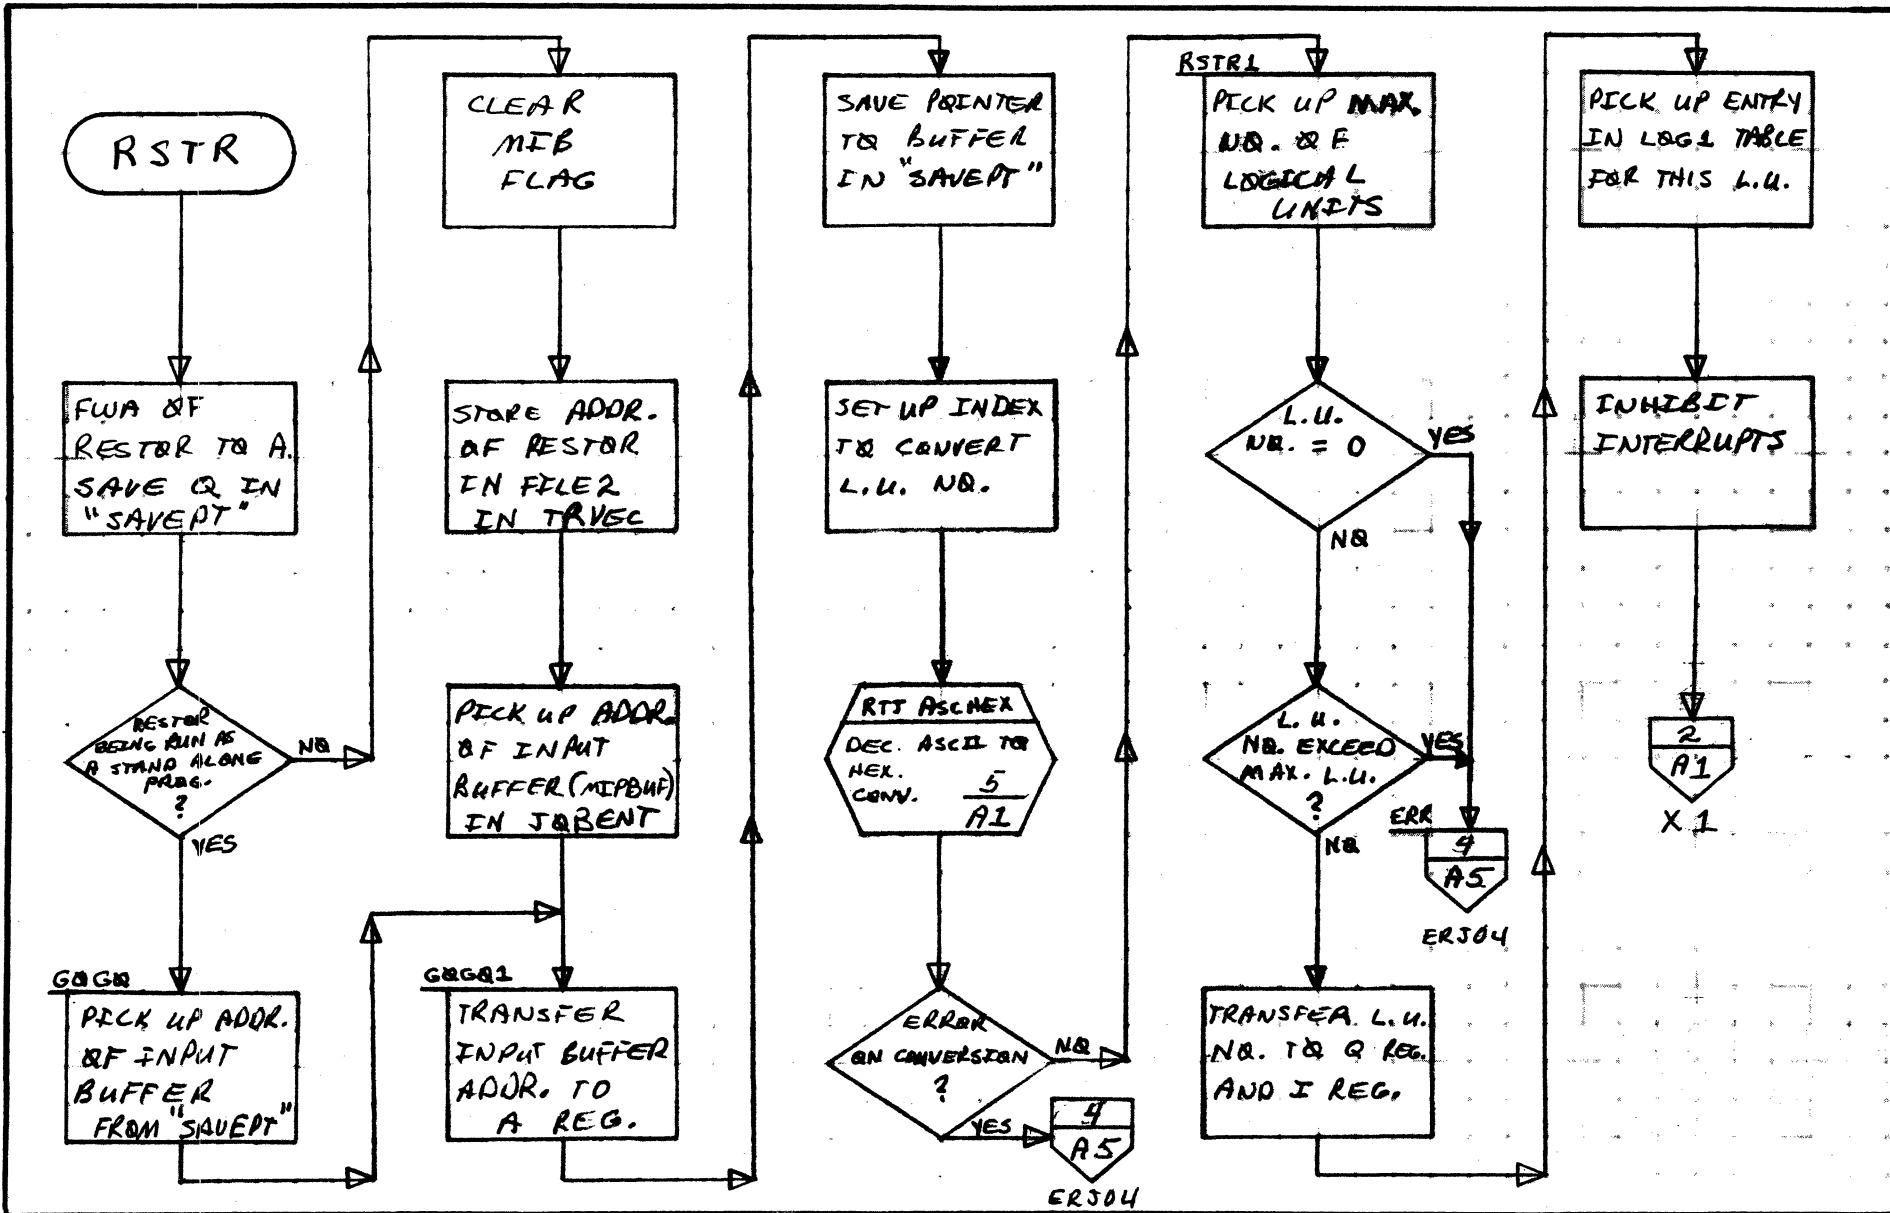 RSTR
FWA OF
RESTOR TO A.
SAVE Q IN
"SAVEPT"
RESTOR
BEING RUN AS
A STAND ALONE
PROG.
?
NO
YES
GOGO
PICK UP ADDR.
OF INPUT
BUFFER
FROM "SAVEPT"
CLEAR
MIB
FLAG
STORE ADDR.
OF RESTOR
IN FILE2
IN TRVEC
PICK UP ADDR.
OF INPUT
BUFFER (MIPBUF)
IN JOBENT
GOGO1
TRANSFER
INPUT BUFFER
ADDR. TO
A REG.
SAVE POINTER
TO BUFFER
IN "SAVEPT"
SET UP INDEX
TO CONVERT
L.U. NO.
RTJ ASCHEX
DEC. ASCII TO
HEX.
CONV.
5
A1
ERROR
ON CONVERSION
?
NO
YES
4
A5
ERJ04
RSTR1
PICK UP MAX.
NO. OF
LOGICAL
UNITS
L.U.
NO. = 0
YES
NO
L.U.
NO. EXCEED
MAX. L.U.
?
YES
NO
ERR
4
A5
ERJ04
TRANSFER L.U.
NO. TO Q REG.
AND I REG.
PICK UP ENTRY
IN LOG1 TABLE
FOR THIS L.U.
INHIBIT
INTERRUPTS
2
A1
X1